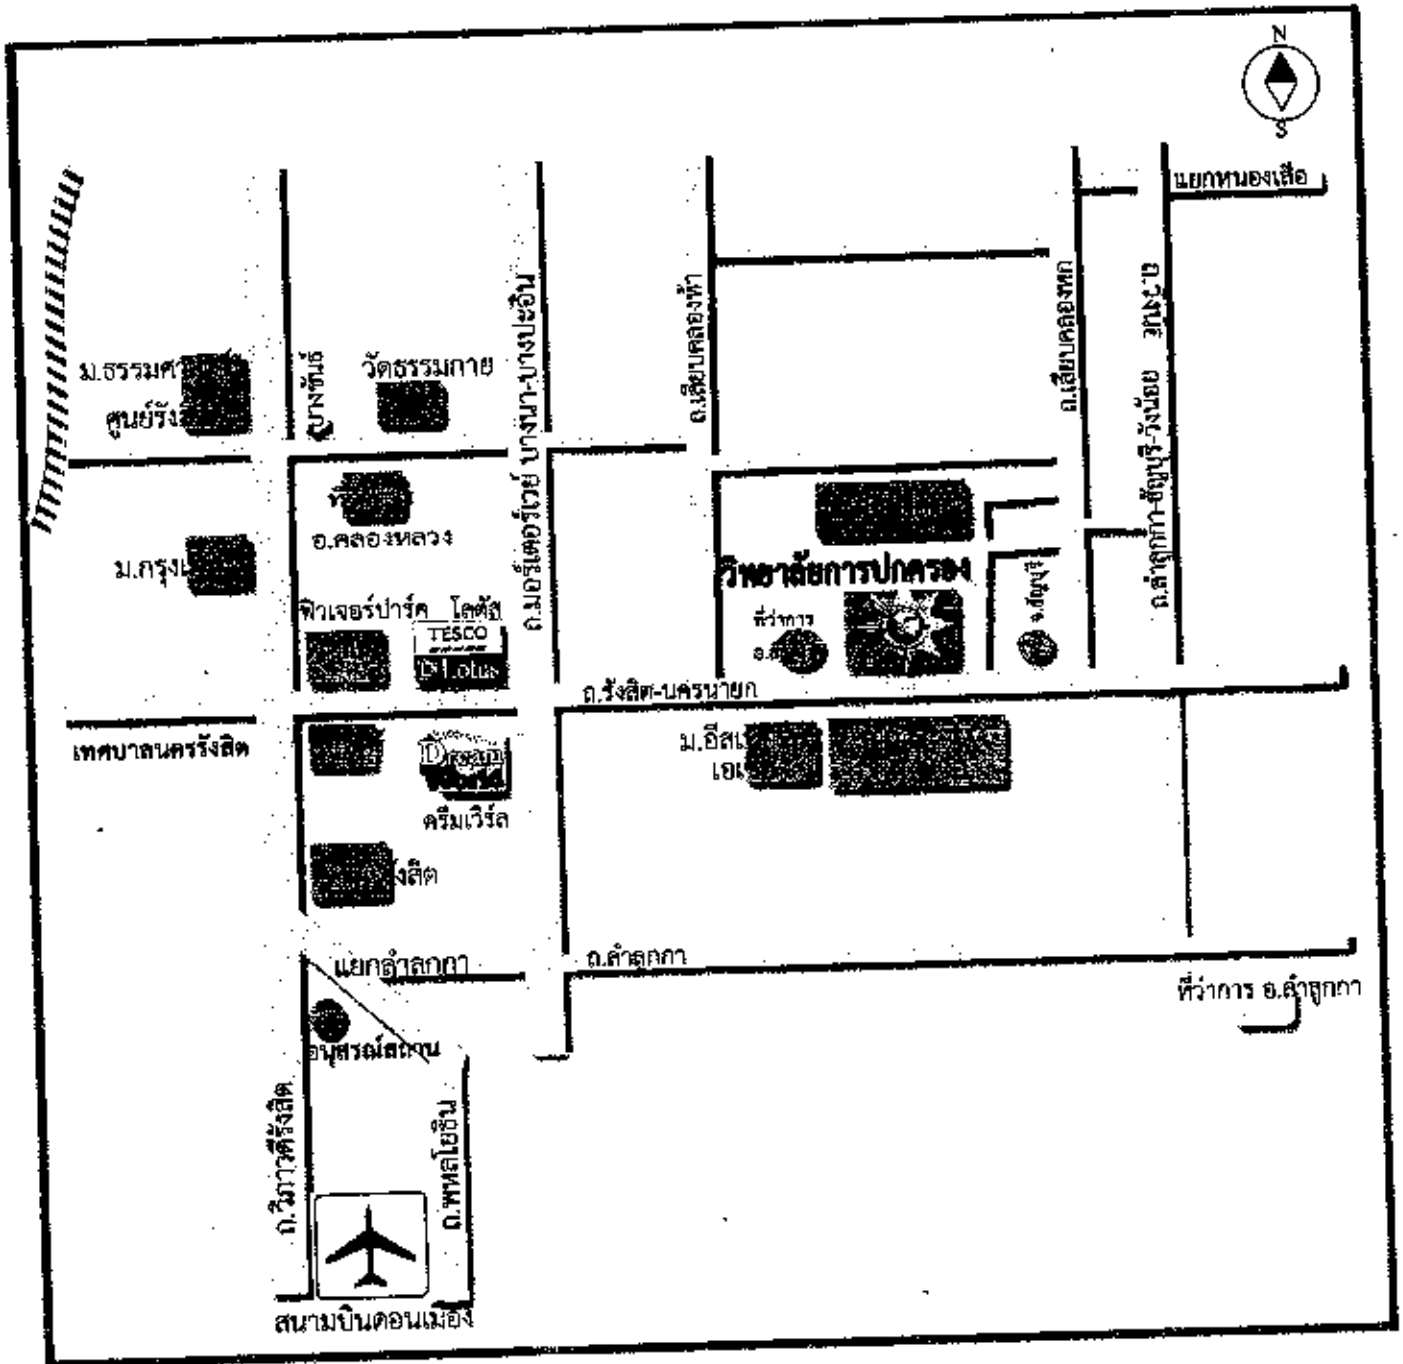 N
S
แยกหนองเสือ
ถ.เลียบคลองห้า
ถ.เลียบคลองหก
ถ.ลำลูกกา-ธัญบุรี-วังน้อย
ถ.มอร์เตอร์เวย์ บางนา-บางปะอิน
บางขันธ์
วัดธรรมกาย
ม.ธรรมศา
ศูนย์รัง
อ.คลองหลวง
ม.กรุง
ฟิวเจอร์ปาร์ค โลตัส
TESCO
Lotus
วิทยาลัยการปกครอง
ที่ว่าการ
จ.ธัญบุรี
ถ.รังสิต-นครนายก
เทศบาลนครรังสิต
Dream
World
ดรีมเวิร์ล
ม.อีส
เอ
งสิต
แยกลำลูกกา
ถ.ลำลูกกา
ที่ว่าการ อ.ลำลูกกา
อนุสรณ์สถาน
ถ.วิภาวดีรังสิต
ถ.พหลโยธิน
สนามบินดอนเมือง